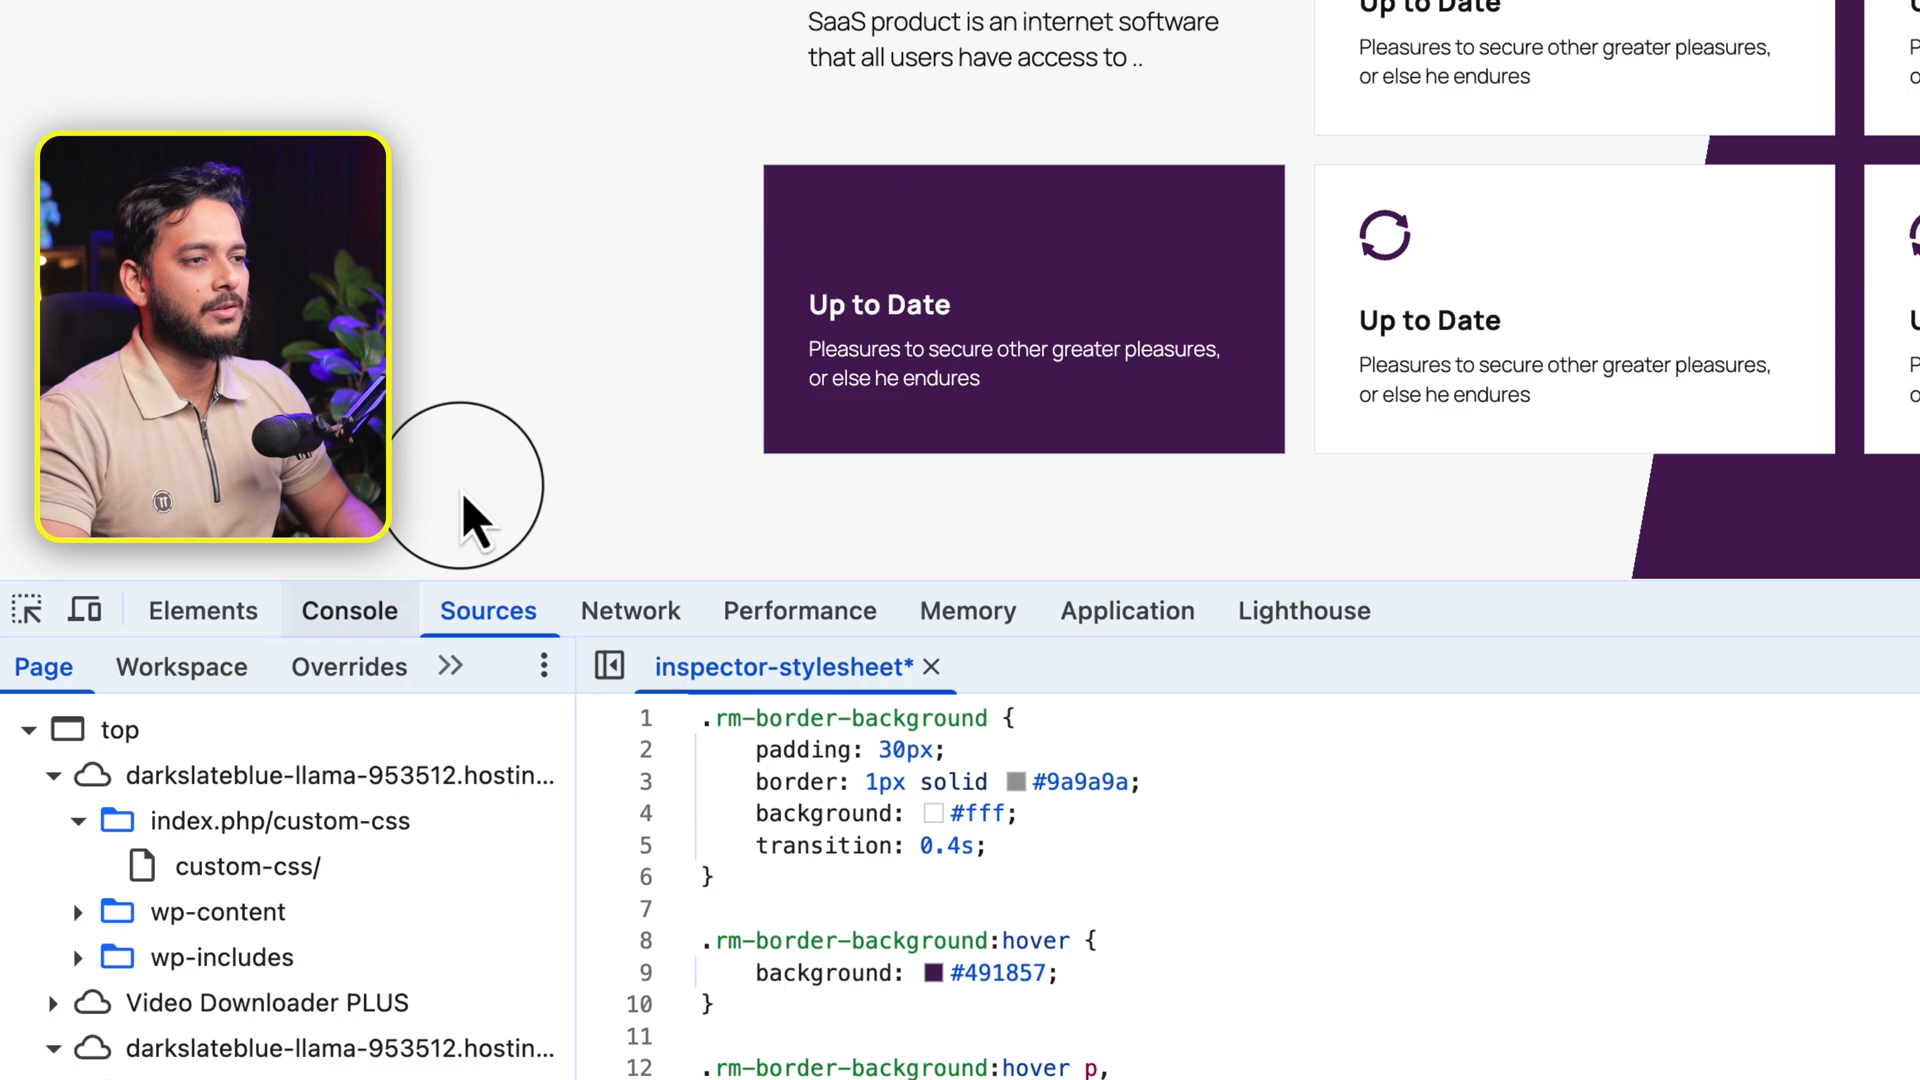 SaaS product is an internet software
that all users have access to ..
Up to Date
Pleasures to secure other greater pleasures,
or else he endures
Up to Date
Pleasures to secure other greater pleasures,
or else he endures
Up to Date
Pleasures to secure other greater pleasures,
or else he endures
Elements
Console
Sources
Network
Performance
Memory
Application
Lighthouse
Page
Workspace
Overrides
inspector-stylesheet*
top
darkslateblue-llama-953512.hostin...
index.php/custom-css
custom-css/
wp-content
wp-includes
Video Downloader PLUS
darkslateblue-llama-953512.hostin...
1 .rm-border-background {
2 padding: 30px;
3 border: 1px solid #9a9a9a;
4 background: #fff;
5 transition: 0.4s;
6 }
7
8 .rm-border-background:hover {
9 background: #491857;
10 }
11
12 .rm-border-background:hover p,